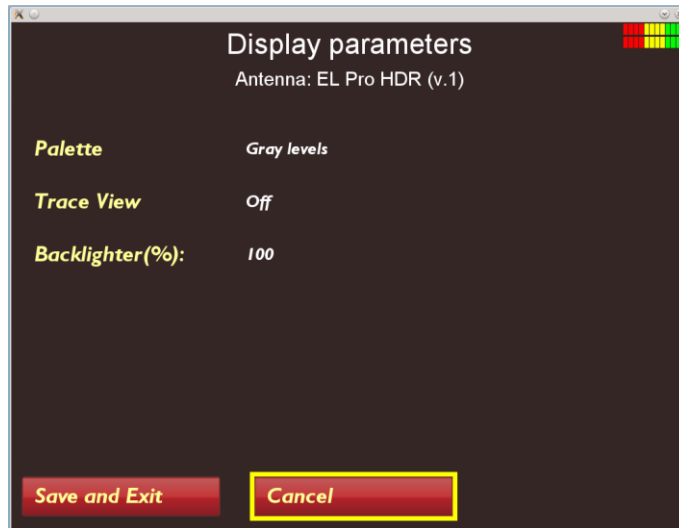 Display parameters
Antenna: EL Pro HDR (v.1)
Palette Gray levels
Trace View Off
Backlighter(%): 100
Save and Exit Cancel